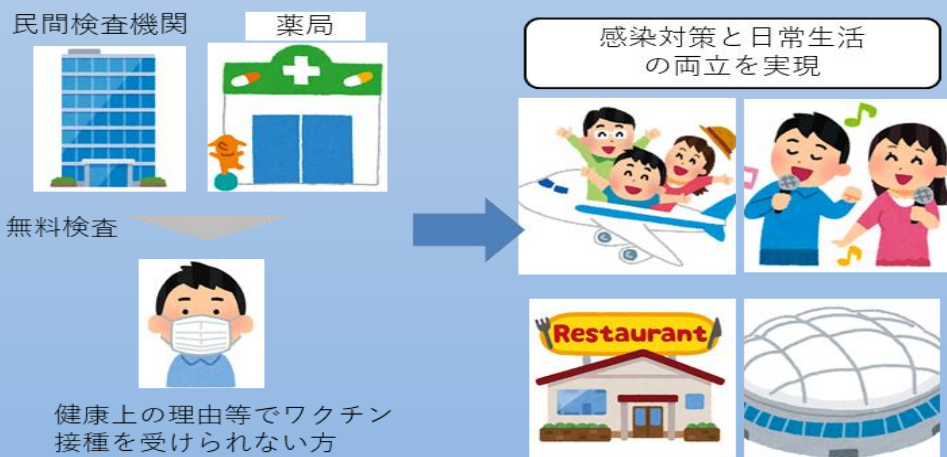 民間検査機関
薬局
無料検査
健康上の理由等でワクチン
接種を受けられない方
感染対策と日常生活
の両立を実現
Restaurant